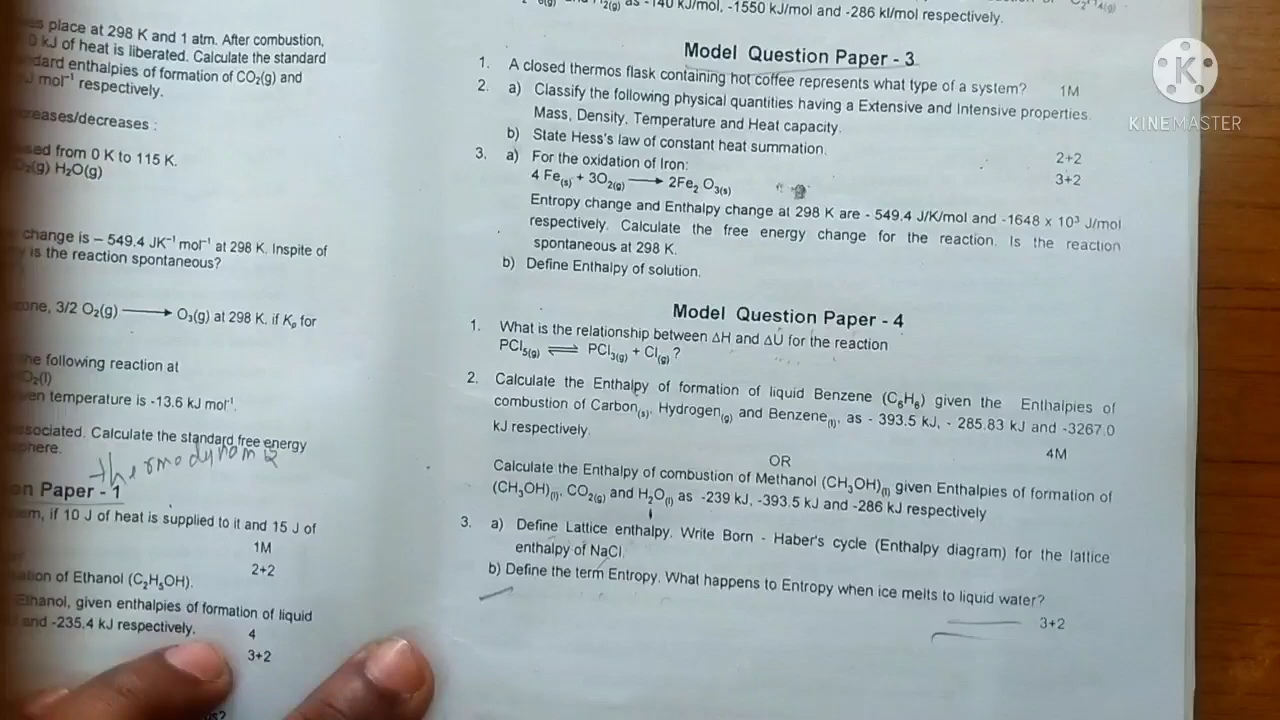 as -140 kJ/mol, -1550 kJ/mol and -286 kl/mol respectively.
place at 298 K and 1 atm. After combustion,
0 kJ of heat is liberated. Calculate the standard
enthalpies of formation of CO₂(g) and
mol⁻¹ respectively.
creases/decreases :
from 0 K to 115 K.
(g) H₂O(g)
change is – 549.4 JK⁻¹ mol⁻¹ at 298 K. Inspite of
is the reaction spontaneous?
3/2 O₂(g) ⟶ O₃(g) at 298 K. if Kₚ for
following reaction at
O₂(l)
temperature is -13.6 kJ mol⁻¹.
Calculate the standard free energy
Paper - 1
if 10 J of heat is supplied to it and 15 J of
1M
2+2
of Ethanol (C₂H₅OH).
Ethanol, given enthalpies of formation of liquid
and -235.4 kJ respectively.
4
3+2
Model Question Paper - 3
1. A closed thermos flask containing hot coffee represents what type of a system? 1M
2. a) Classify the following physical quantities having a Extensive and Intensive properties.
Mass, Density, Temperature and Heat capacity.
b) State Hess's law of constant heat summation. 2+2
3. a) For the oxidation of Iron: 3+2
4 Fe(s) + 3O₂(g) ⟶ 2Fe₂ O₃(s)
Entropy change and Enthalpy change at 298 K are - 549.4 J/K/mol and -1648 x 10³ J/mol
respectively. Calculate the free energy change for the reaction. Is the reaction
spontaneous at 298 K.
b) Define Enthalpy of solution.
Model Question Paper - 4
1. What is the relationship between ΔH and ΔU for the reaction
PCl₅(g) ⇌ PCl₃(g) + Cl(g) ?
2. Calculate the Enthalpy of formation of liquid Benzene (C₆H₆) given the Enthalpies of
combustion of Carbon(s), Hydrogen(g) and Benzene(l), as - 393.5 kJ, - 285.83 kJ and -3267.0
kJ respectively. 4M
OR
Calculate the Enthalpy of combustion of Methanol (CH₃OH)(l) given Enthalpies of formation of
(CH₃OH)(l), CO₂(g) and H₂O(l) as -239 kJ, -393.5 kJ and -286 kJ respectively
3. a) Define Lattice enthalpy. Write Born - Haber's cycle (Enthalpy diagram) for the lattice
enthalpy of NaCl.
b) Define the term Entropy. What happens to Entropy when ice melts to liquid water?
3+2
K
KINEMASTER